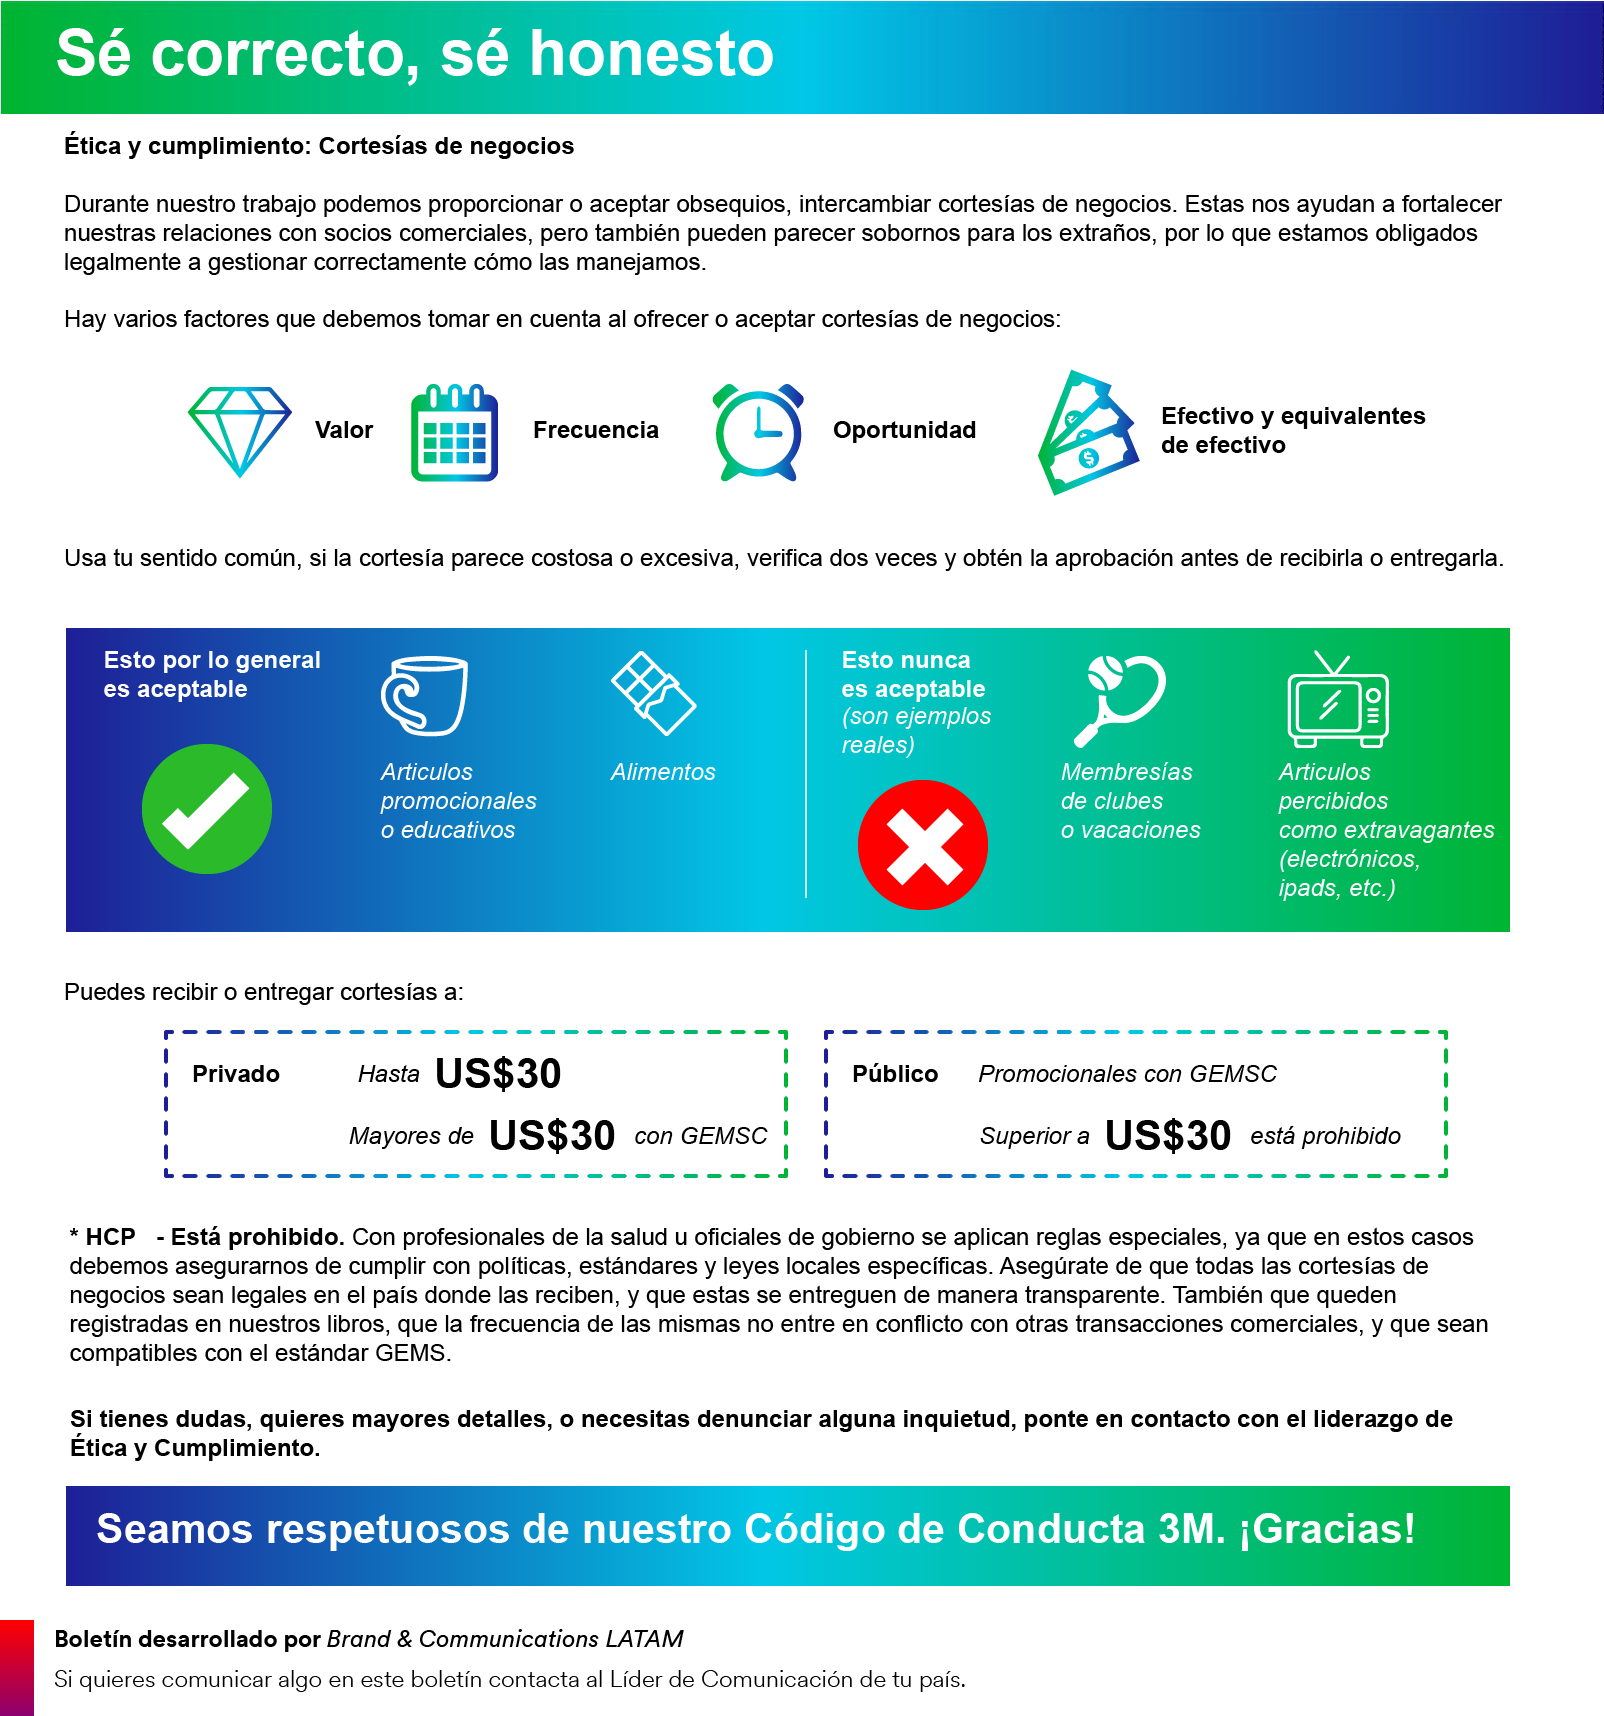 Sé correcto, sé honesto
Ética y cumplimiento: Cortesías de negocios
Durante nuestro trabajo podemos proporcionar o aceptar obsequios, intercambiar cortesías de negocios. Estas nos ayudan a fortalecer
nuestras relaciones con socios comerciales, pero también pueden parecer sobornos para los extraños, por lo que estamos obligados
legalmente a gestionar correctamente cómo las manejamos.
Hay varios factores que debemos tomar en cuenta al ofrecer o aceptar cortesías de negocios:
Valor
Frecuencia
Oportunidad
Efectivo y equivalentes
de efectivo
$
Usa tu sentido común, si la cortesía parece costosa o excesiva, verifica dos veces y obtén la aprobación antes de recibirla o entregarla.
Esto por lo general
es aceptable
Articulos
promocionales
o educativos
Alimentos
Esto nunca
es aceptable
(son ejemplos
reales)
Membresías
de clubes
o vacaciones
Articulos
percibidos
como extravagantes
(electrónicos,
ipads, etc.)
Puedes recibir o entregar cortesías a:
Privado Hasta US$30
Mayores de US$30 con GEMSC
Público Promocionales con GEMSC
Superior a US$30 está prohibido
* HCP - Está prohibido. Con profesionales de la salud u oficiales de gobierno se aplican reglas especiales, ya que en estos casos
debemos asegurarnos de cumplir con políticas, estándares y leyes locales específicas. Asegúrate de que todas las cortesías de
negocios sean legales en el país donde las reciben, y que estas se entreguen de manera transparente. También que queden
registradas en nuestros libros, que la frecuencia de las mismas no entre en conflicto con otras transacciones comerciales, y que sean
compatibles con el estándar GEMS.
Si tienes dudas, quieres mayores detalles, o necesitas denunciar alguna inquietud, ponte en contacto con el liderazgo de
Ética y Cumplimiento.
Seamos respetuosos de nuestro Código de Conducta 3M. ¡Gracias!
Boletín desarrollado por Brand & Communications LATAM
Si quieres comunicar algo en este boletín contacta al Líder de Comunicación de tu país.